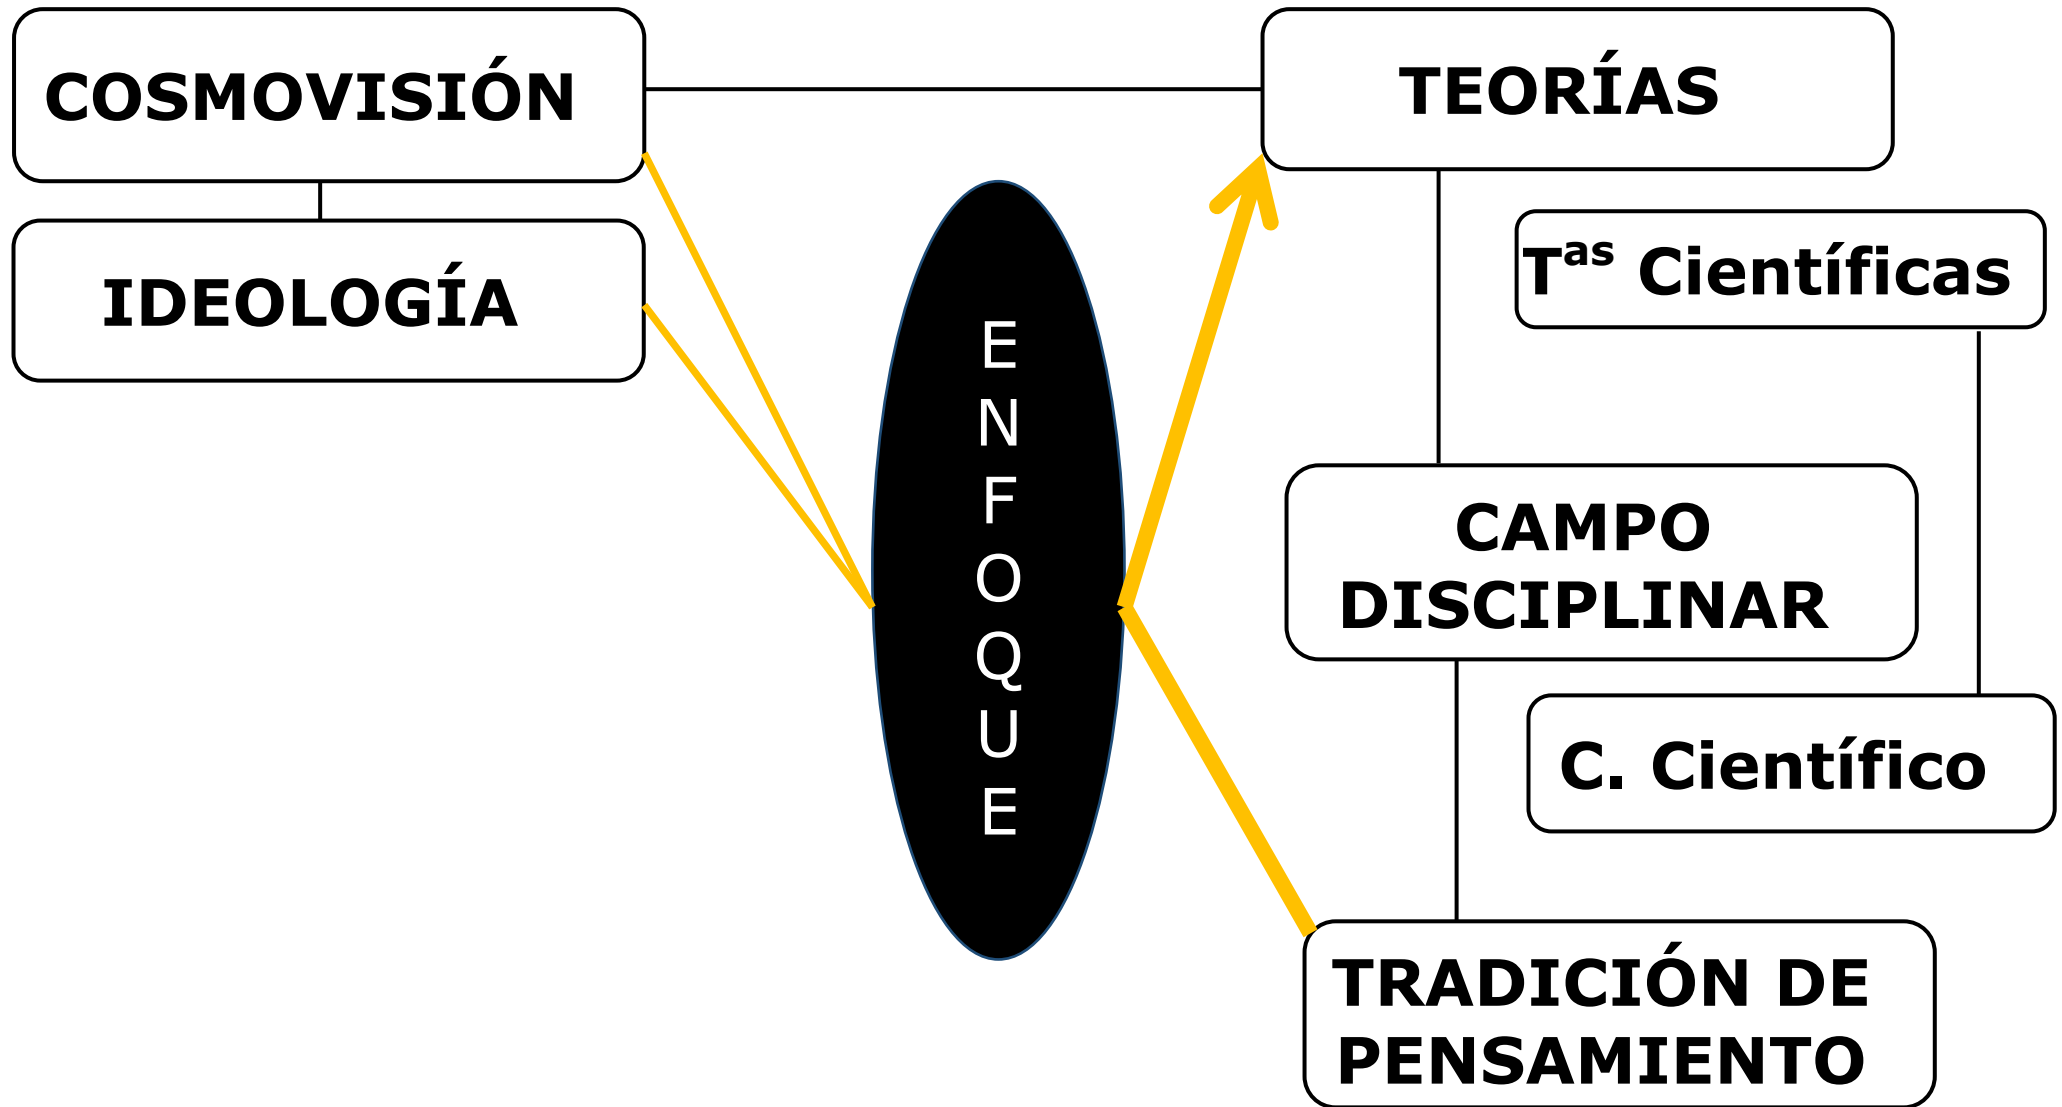 COSMOVISIÓN
TEORÍAS
IDEOLOGÍA
Tas Científicas
E
N
F
O
Q
U
E
CAMPO
DISCIPLINAR
C. Científico
TRADICIÓN DE
PENSAMIENTO